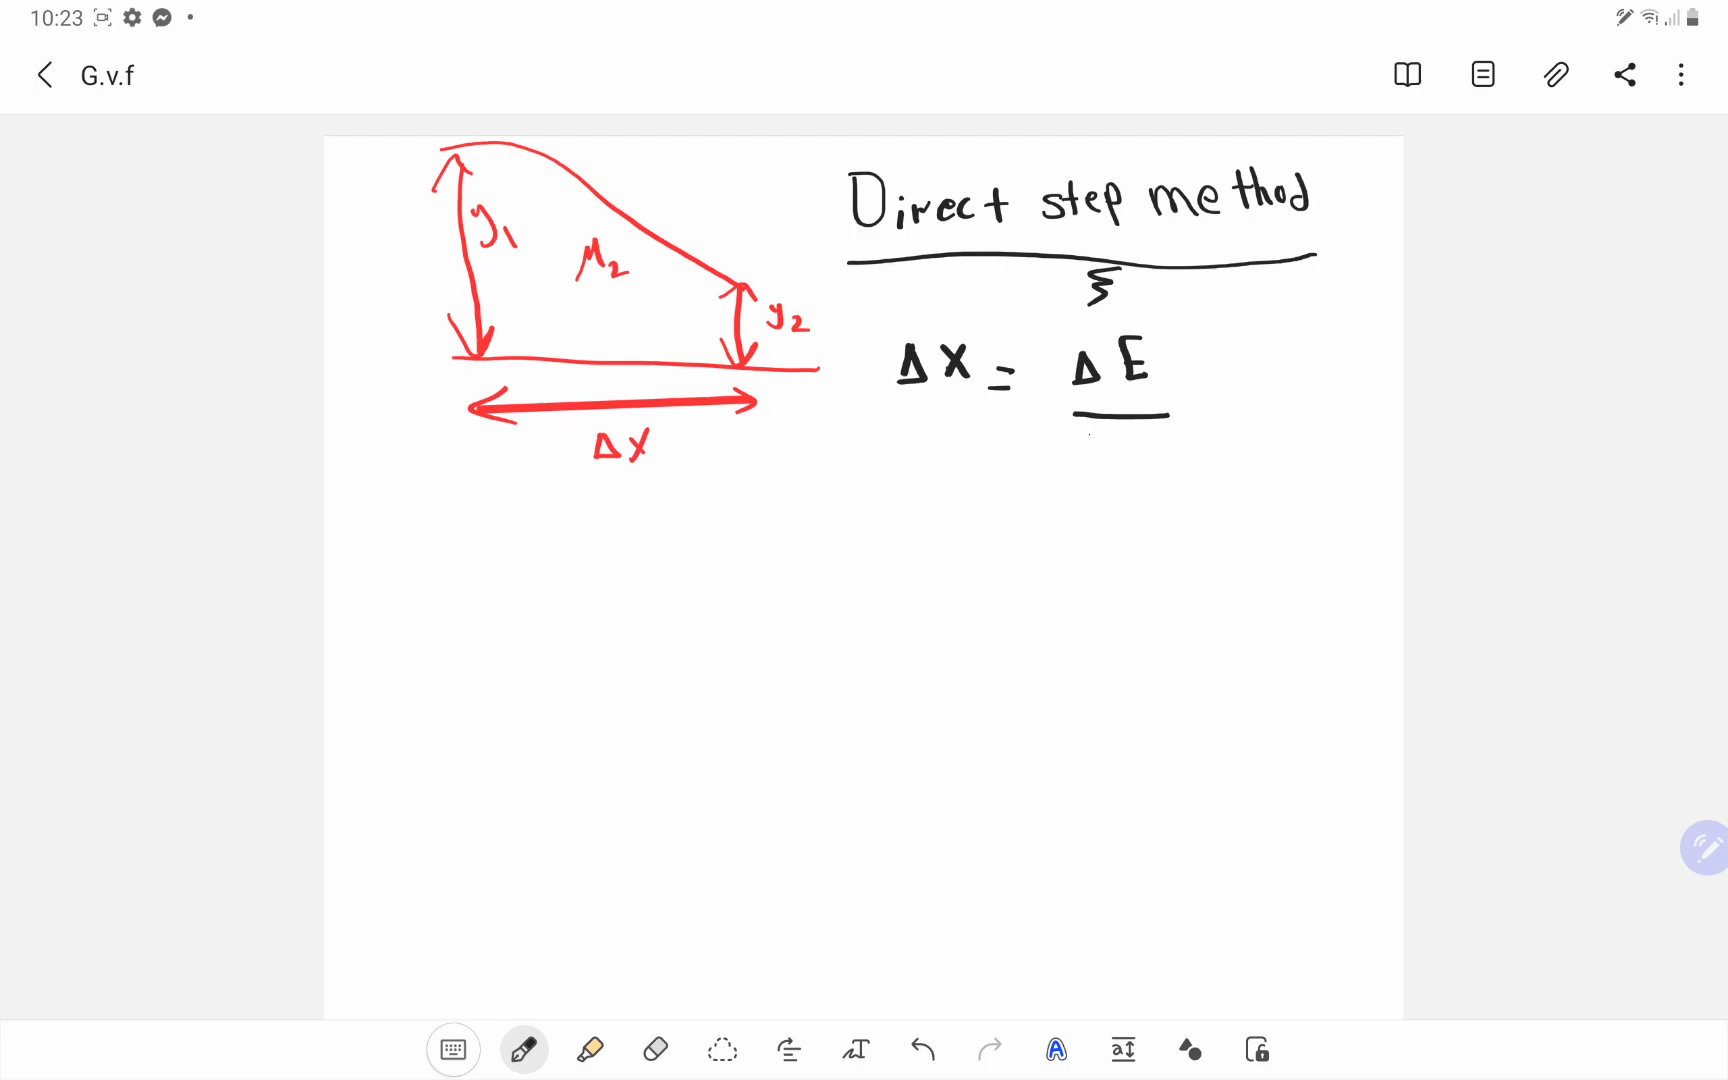 10:23
G.v.f
Direct step method
y1
M2
y2
Δx = ΔE
Δx